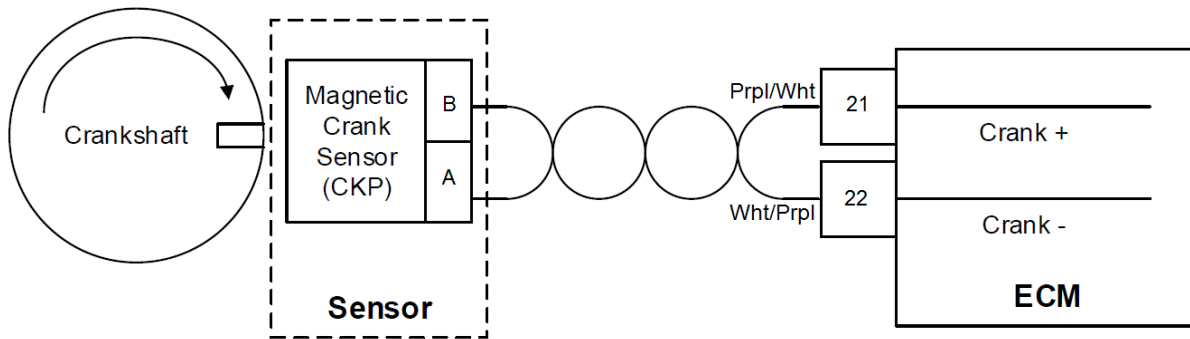 Crankshaft
Magnetic
Crank
Sensor
(CKP)
B
A
Sensor
Prpl/Wht
Wht/Prpl
21
22
Crank +
Crank -
ECM